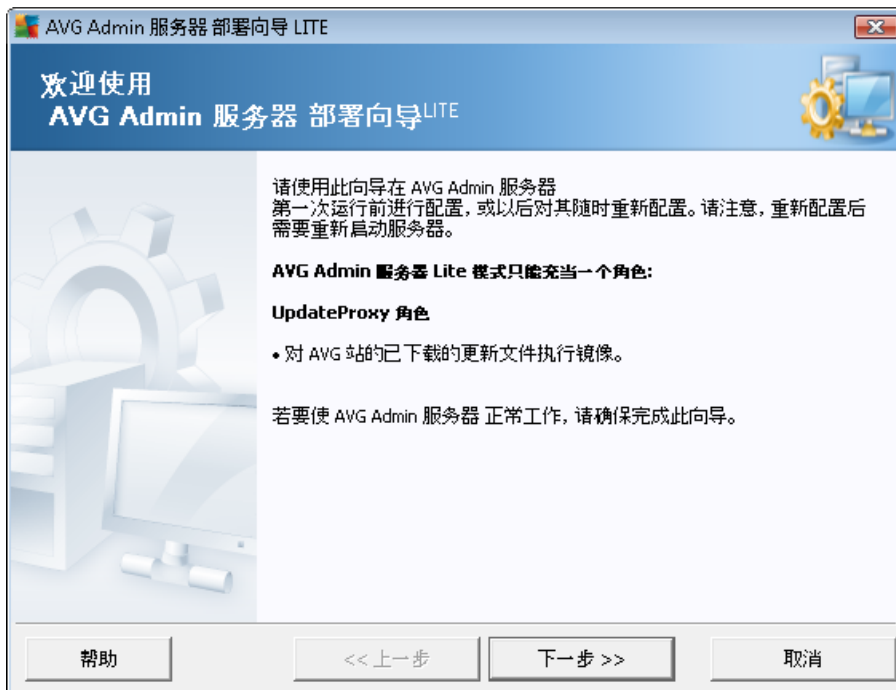 AVG Admin 服务器 部署向导 LITE
欢迎使用
AVG Admin 服务器 部署向导LITE
请使用此向导在 AVG Admin 服务器
第一次运行前进行配置，或以后对其随时重新配置。请注意，重新配置后
需要重新启动服务器。
AVG Admin 服务器 Lite 模式只能充当一个角色:
UpdateProxy 角色
• 对 AVG 站的已下载的更新文件执行镜像。
若要使 AVG Admin 服务器 正常工作，请确保完成此向导。
帮助
<< 上一步
下一步 >>
取消